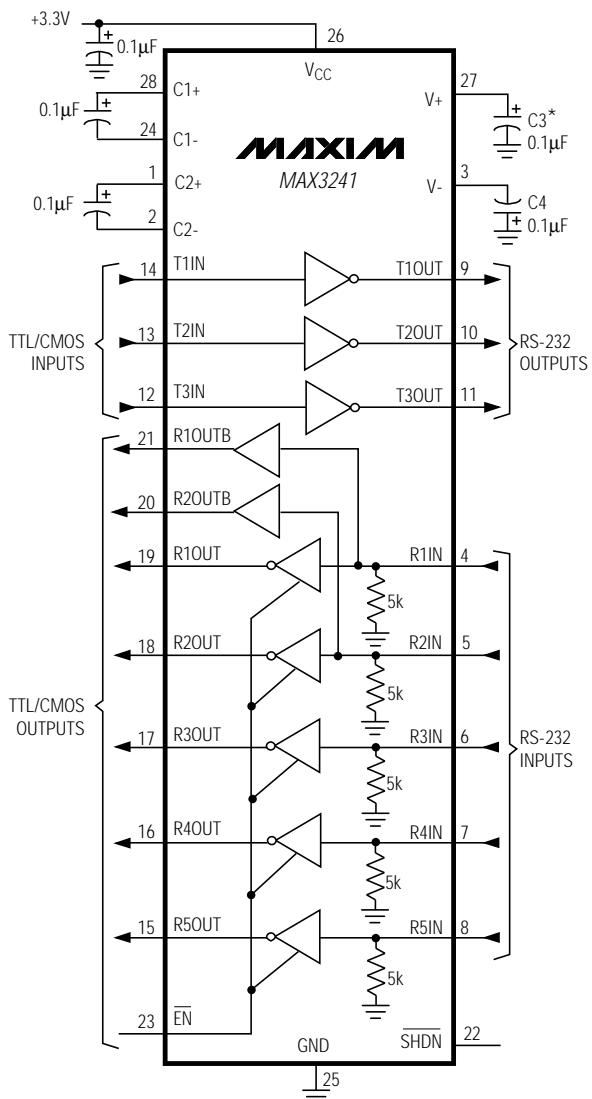 +3.3V
26
0.1µF
VCC
28
C1+
27
V+
0.1µF
C3*
0.1µF
24
C1-
MAXIM
MAX3241
1
C2+
3
V-
0.1µF
C4
0.1µF
2
C2-
14
T1IN
T1OUT
9
13
T2IN
T2OUT
10
TTL/CMOS
INPUTS
RS-232
OUTPUTS
12
T3IN
T3OUT
11
21
R1OUTB
20
R2OUTB
19
R1OUT
R1IN
4
5k
18
R2OUT
R2IN
5
5k
TTL/CMOS
OUTPUTS
17
R3OUT
R3IN
6
RS-232
INPUTS
5k
16
R4OUT
R4IN
7
5k
15
R5OUT
R5IN
8
5k
23
EN
GND
SHDN
22
25